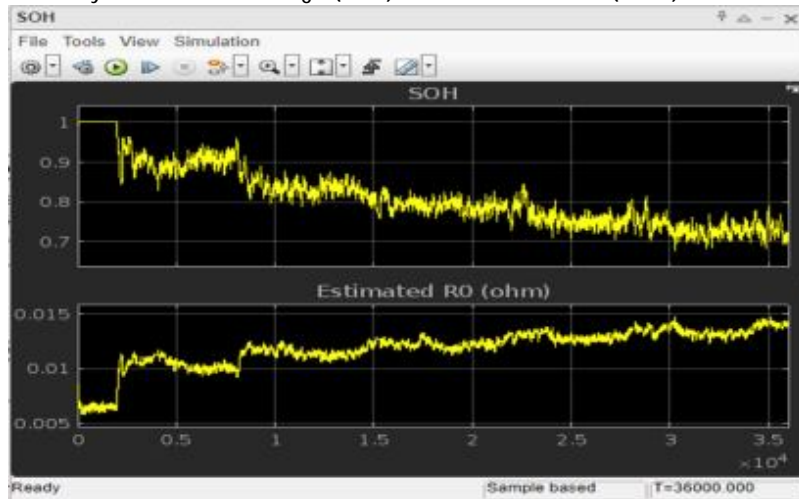 SOH
File Tools View Simulation
SOH
1
0.9
0.8
0.7
Estimated R0 (ohm)
0.015
0.01
0.005
0 0.5 1 1.5 2 2.5 3 3.5
×10⁴
Ready Sample based T=36000.000